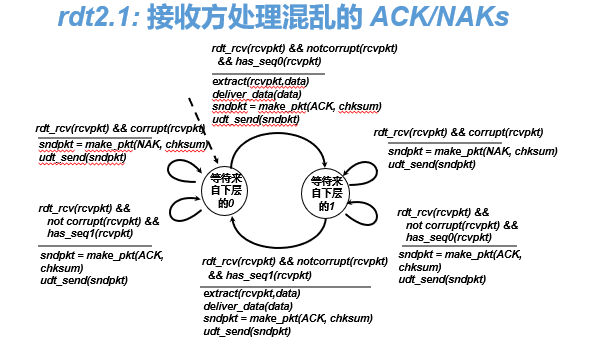 rdt2.1: 接收方处理混乱的 ACK/NAKs
rdt_rcv(rcvpkt) && notcorrupt(rcvpkt)
&& has_seq0(rcvpkt)
extract(rcvpkt,data)
deliver_data(data)
sndpkt = make_pkt(ACK, chksum)
udt_send(sndpkt)
rdt_rcv(rcvpkt) && corrupt(rcvpkt)
sndpkt = make_pkt(NAK, chksum)
udt_send(sndpkt)
rdt_rcv(rcvpkt) && corrupt(rcvpkt)
sndpkt = make_pkt(NAK, chksum)
udt_send(sndpkt)
等待来
自下层
的0
等待来
自下层
的1
rdt_rcv(rcvpkt) &&
not corrupt(rcvpkt) &&
has_seq1(rcvpkt)
sndpkt = make_pkt(ACK,
chksum)
udt_send(sndpkt)
rdt_rcv(rcvpkt) &&
not corrupt(rcvpkt) &&
has_seq0(rcvpkt)
sndpkt = make_pkt(ACK,
chksum)
udt_send(sndpkt)
rdt_rcv(rcvpkt) && notcorrupt(rcvpkt)
&& has_seq1(rcvpkt)
extract(rcvpkt,data)
deliver_data(data)
sndpkt = make_pkt(ACK, chksum)
udt_send(sndpkt)